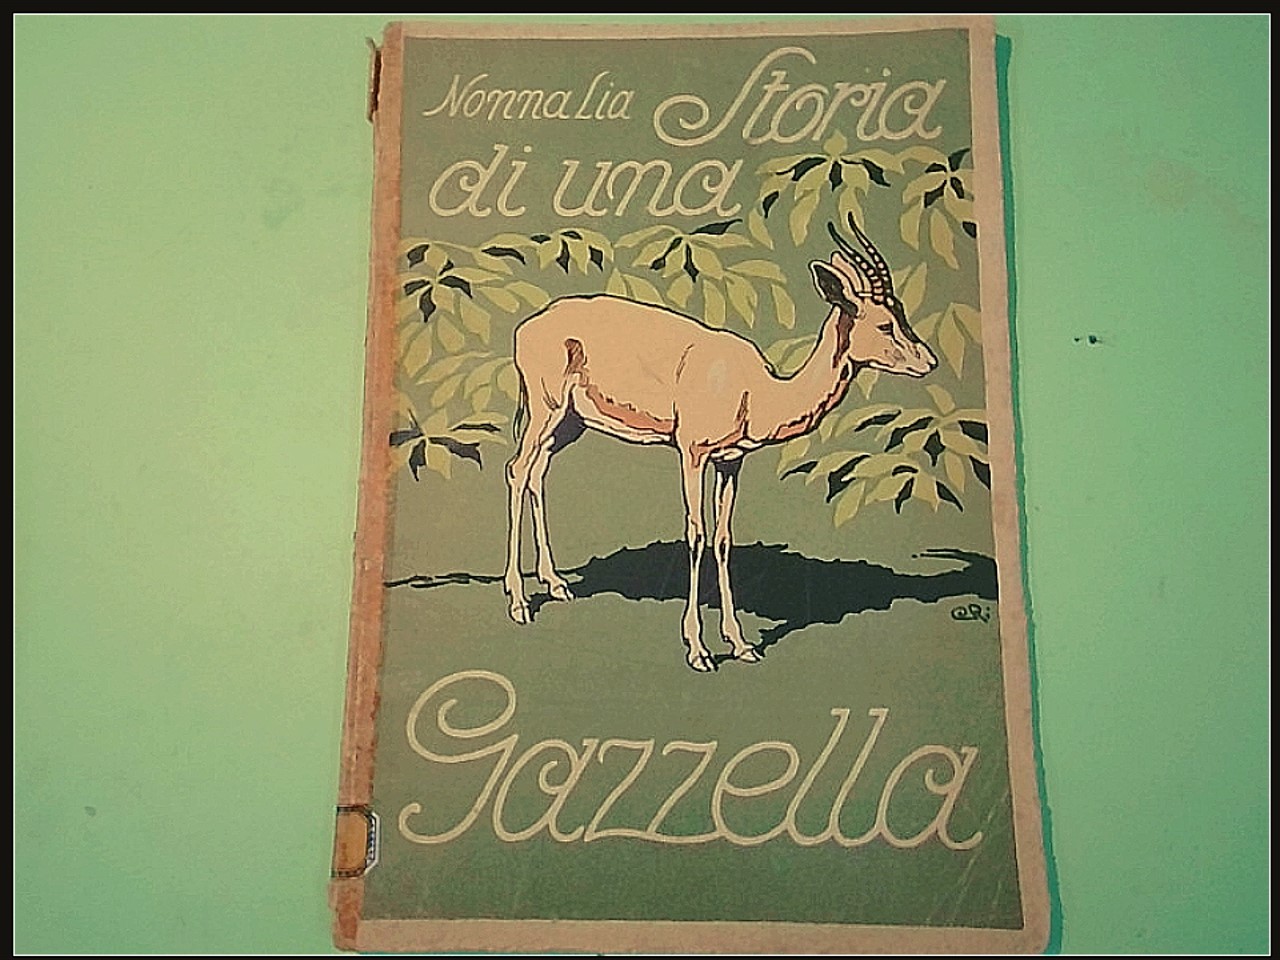 Nonna Lia Storia
di una
Gazzella